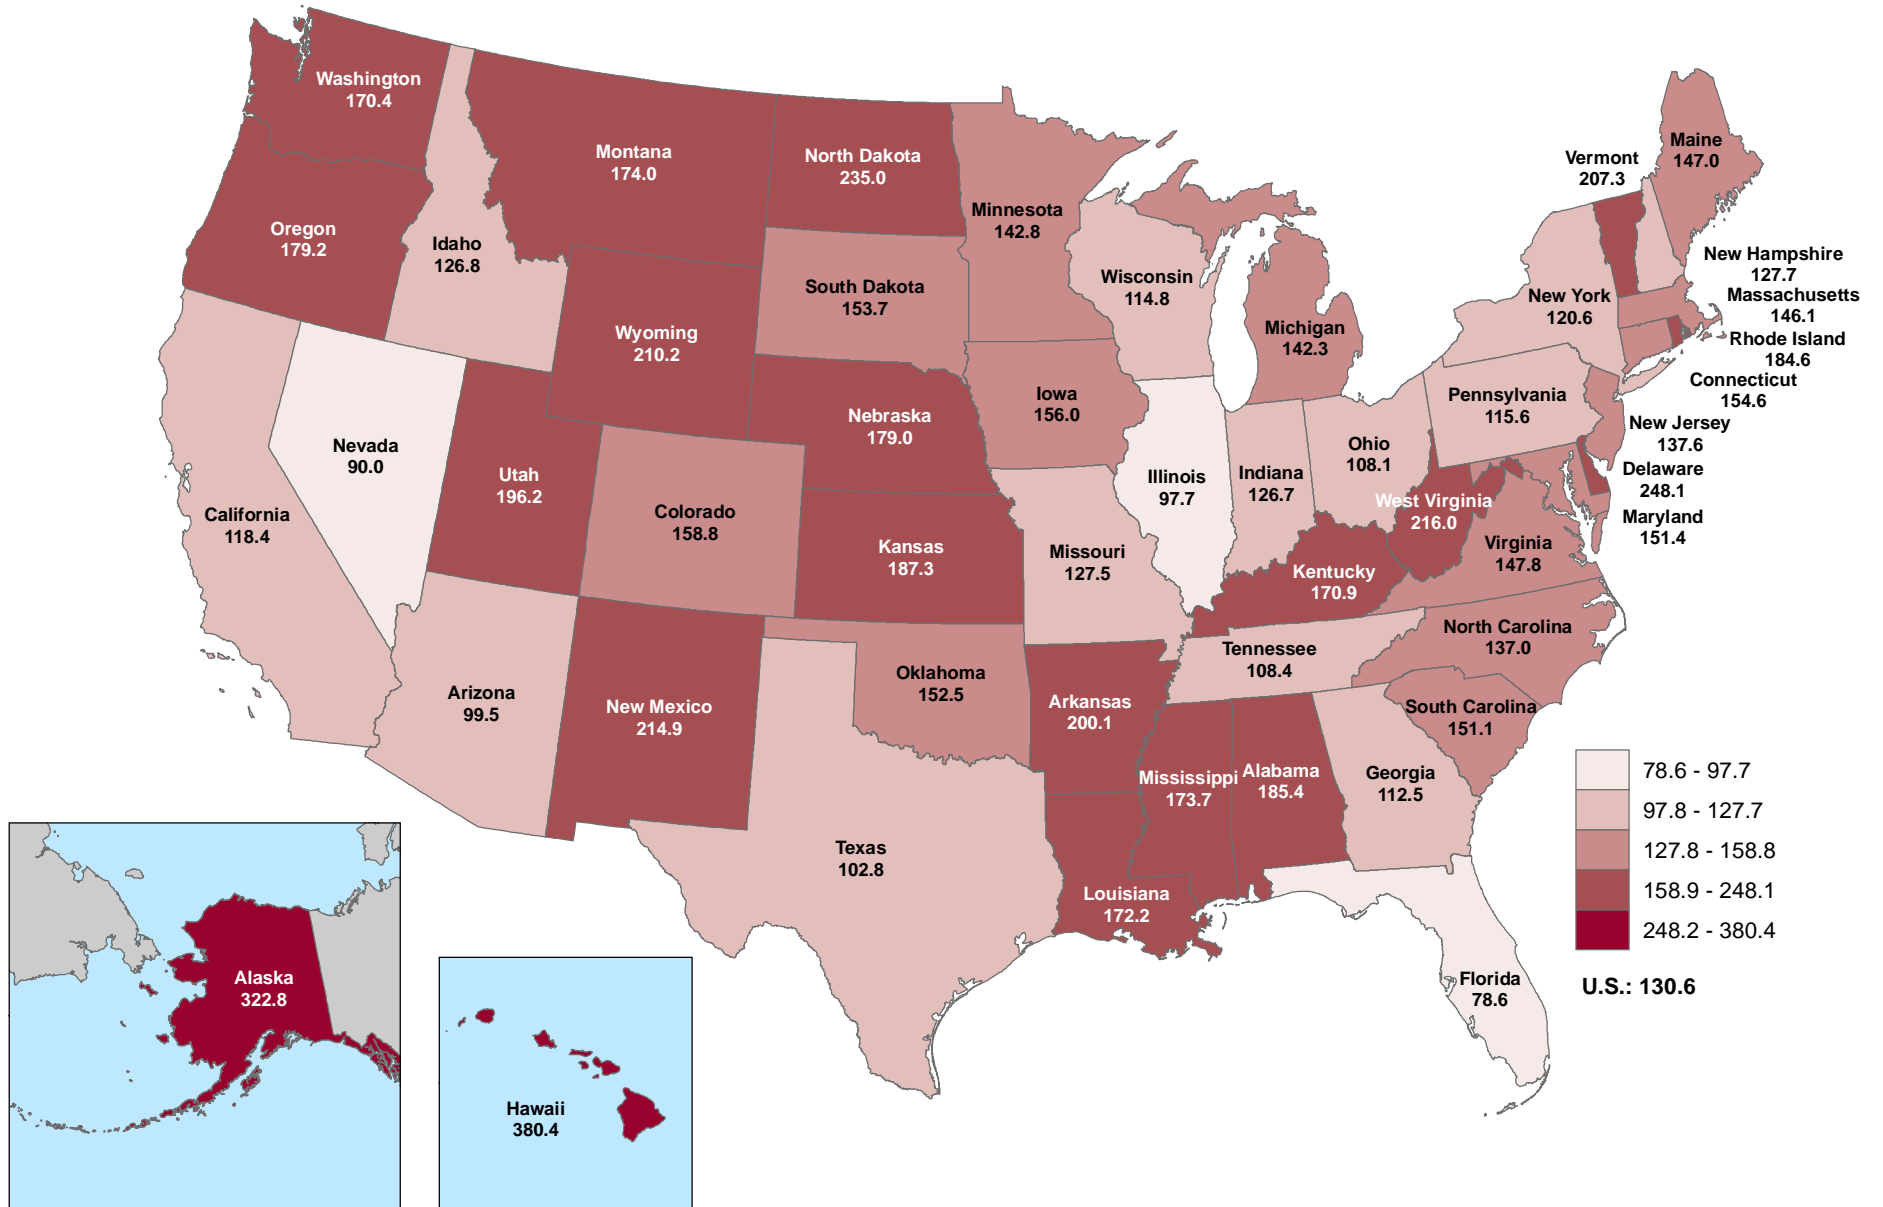 Washington
170.4
Montana
174.0
North Dakota
235.0
Minnesota
142.8
Vermont
207.3
Maine
147.0
Oregon
179.2
Idaho
126.8
South Dakota
153.7
Wisconsin
114.8
Michigan
142.3
New York
120.6
New Hampshire
127.7
Massachusetts
146.1
Rhode Island
184.6
Connecticut
154.6
New Jersey
137.6
Delaware
248.1
Maryland
151.4
Wyoming
210.2
Nebraska
179.0
Iowa
156.0
Pennsylvania
115.6
Nevada
90.0
Utah
196.2
Colorado
158.8
Illinois
97.7
Indiana
126.7
Ohio
108.1
West Virginia
216.0
California
118.4
Kansas
187.3
Missouri
127.5
Kentucky
170.9
Virginia
147.8
Tennessee
108.4
North Carolina
137.0
Arizona
99.5
New Mexico
214.9
Oklahoma
152.5
Arkansas
200.1
South Carolina
151.1
Mississippi
173.7
Alabama
185.4
Georgia
112.5
Texas
102.8
Louisiana
172.2
Florida
78.6
Alaska
322.8
Hawaii
380.4
78.6 - 97.7
97.8 - 127.7
127.8 - 158.8
158.9 - 248.1
248.2 - 380.4
U.S.: 130.6